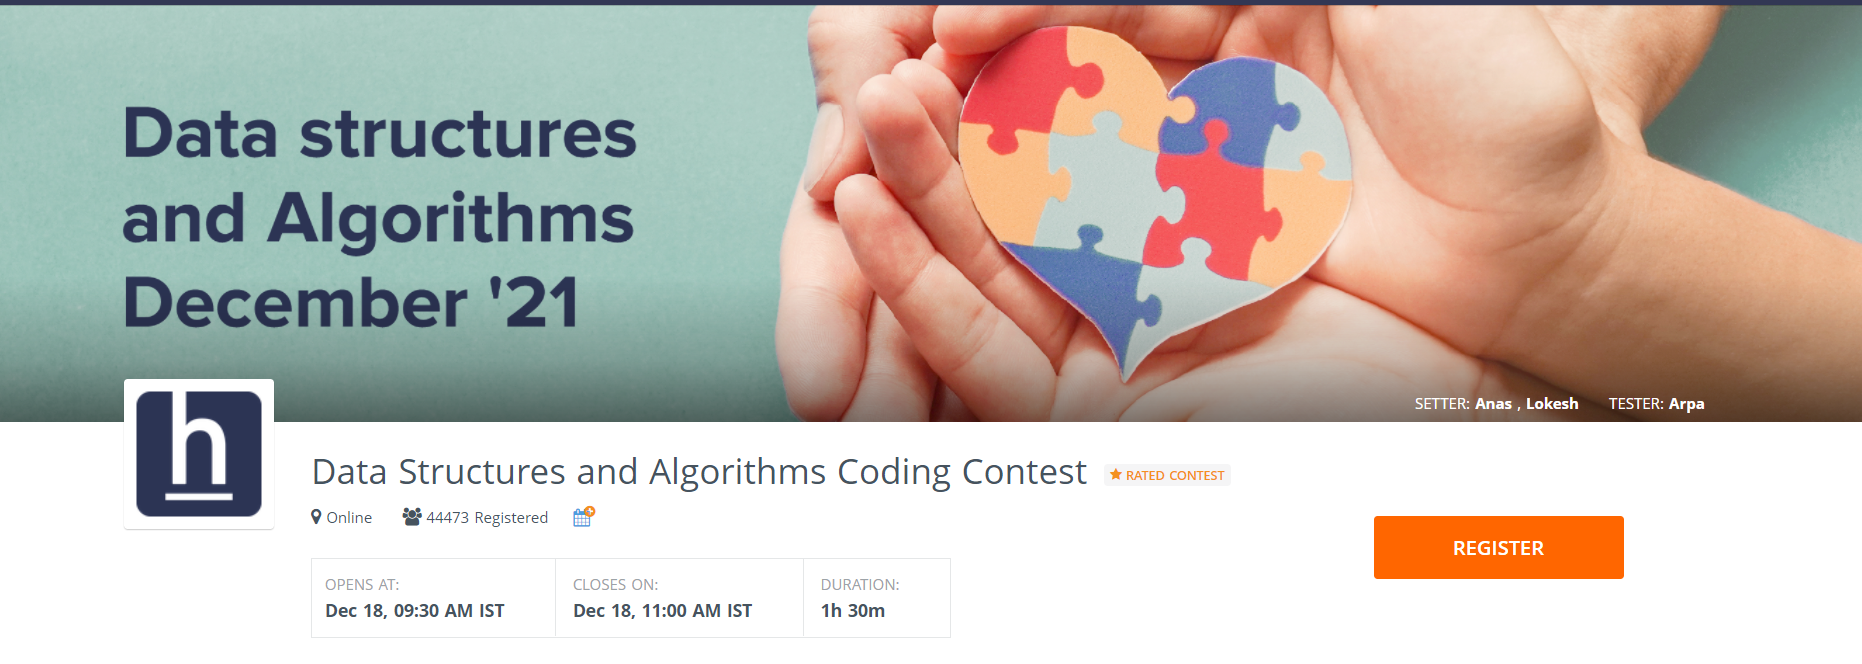 Data structures
and Algorithms
December '21
SETTER: Anas , Lokesh TESTER: Arpa
h
Data Structures and Algorithms Coding Contest
RATED CONTEST
Online
44473 Registered
REGISTER
OPENS AT:
Dec 18, 09:30 AM IST
CLOSES ON:
Dec 18, 11:00 AM IST
DURATION:
1h 30m